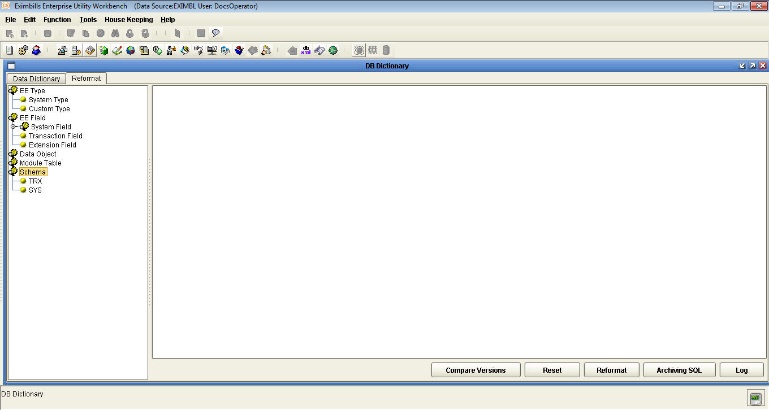 Eximbills Enterprise Utility Workbench (Data Source:EXIMBL User: DocsOperator)
File Edit Function Tools House Keeping Help
DB Dictionary
Data Dictionary Reformat
EE Type
System Type
Custom Type
EE Field
System Field
Transaction Field
Extension Field
Data Object
Module Table
Schema
TRX
SYS
Compare Versions Reset Reformat Archiving SQL Log
DB Dictionary